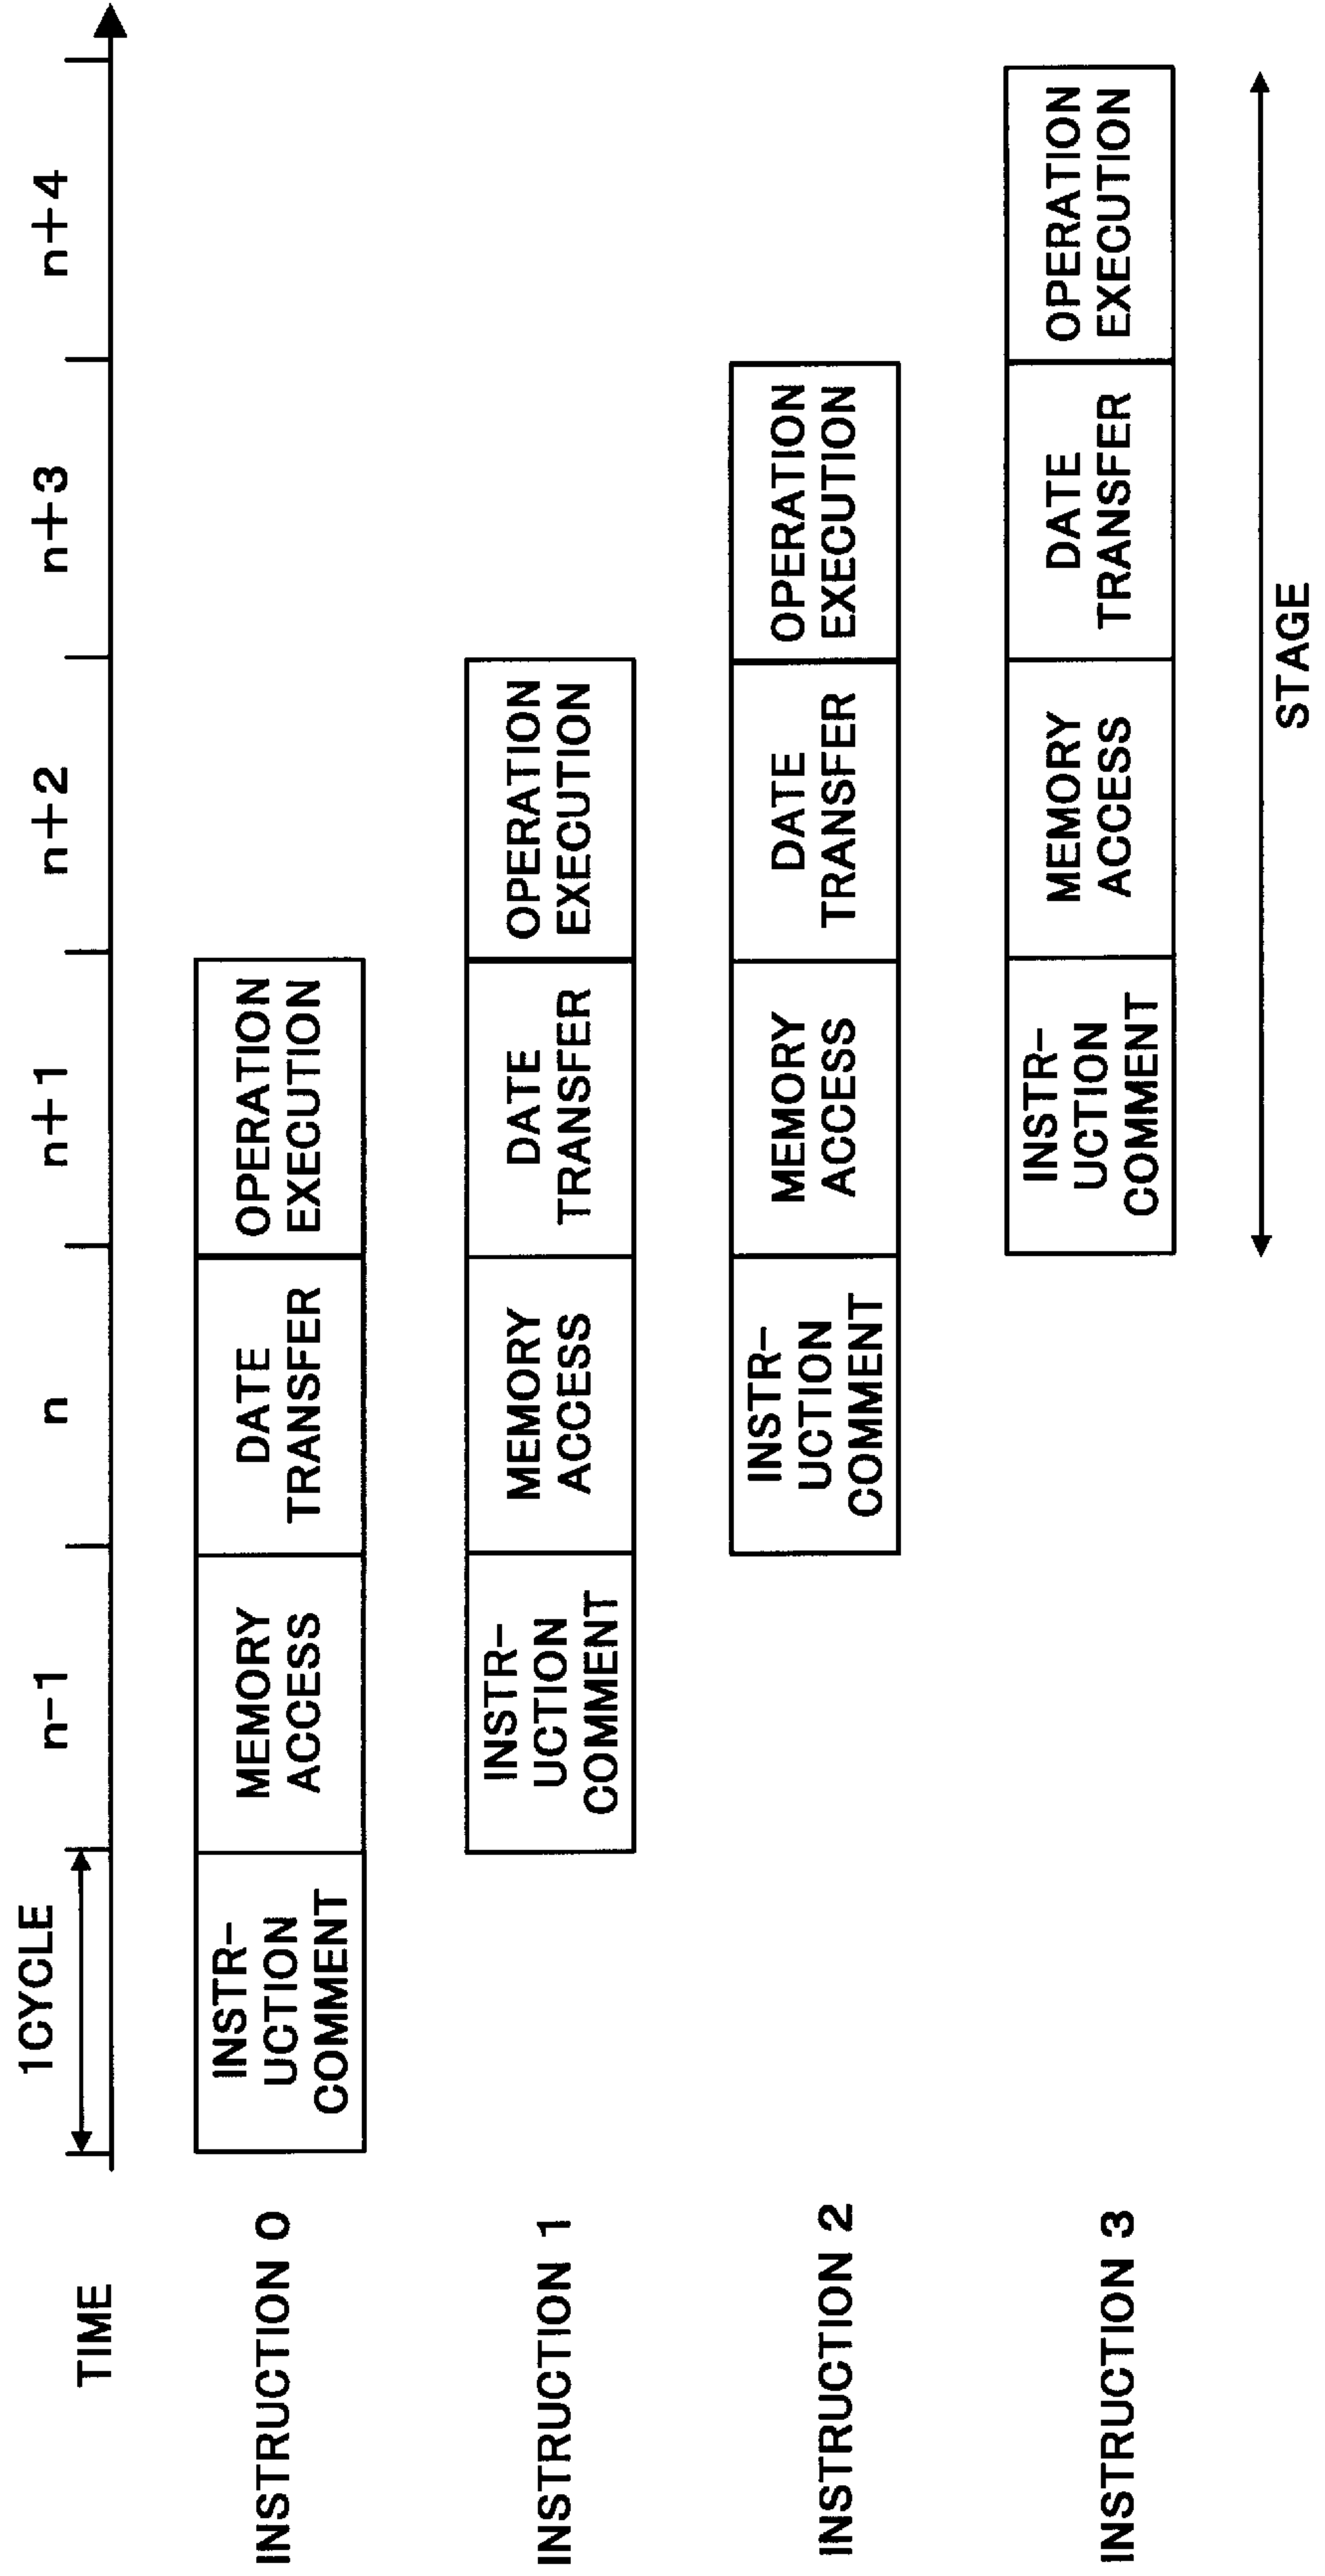 1CYCLE
n-1
n
n+1
n+2
n+3
n+4
TIME
INSTRUCTION 0
INSTR-
UCTION
COMMENT
MEMORY
ACCESS
DATE
TRANSFER
OPERATION
EXECUTION
INSTRUCTION 1
INSTR-
UCTION
COMMENT
MEMORY
ACCESS
DATE
TRANSFER
OPERATION
EXECUTION
INSTRUCTION 2
INSTR-
UCTION
COMMENT
MEMORY
ACCESS
DATE
TRANSFER
OPERATION
EXECUTION
INSTRUCTION 3
INSTR-
UCTION
COMMENT
MEMORY
ACCESS
DATE
TRANSFER
OPERATION
EXECUTION
STAGE